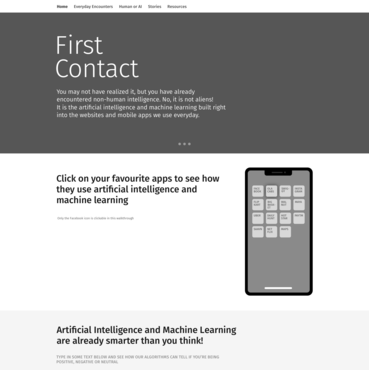 Home Everyday Encounters Human or AI Stories Resources
First
Contact
You may not have realized it, but you have already
encountered non-human intelligence. No, it is not aliens!
It is the artificial intelligence and machine learning built right
into the websites and mobile apps we use everyday.
Click on your favourite apps to see how
they use artificial intelligence and
machine learning
Only the Facebook icon is clickable in this walkthrough
Artificial Intelligence and Machine Learning
are already smarter than you think!
TYPE IN SOME TEXT BELOW AND SEE HOW OUR ALGORITHMS CAN TELL IF YOU'RE BEING
POSITIVE, NEGATIVE OR NEUTRAL.